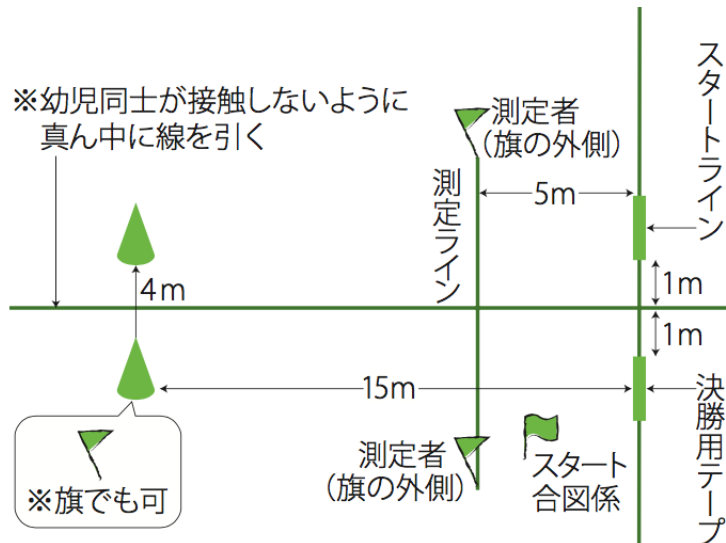 ※幼児同士が接触しないように
真ん中に線を引く
測定者
（旗の外側）
スタートライン
測定ライン
5m
4m
1m
1m
15m
決勝用テープ
※旗でも可
測定者
（旗の外側）
スタート
合図係